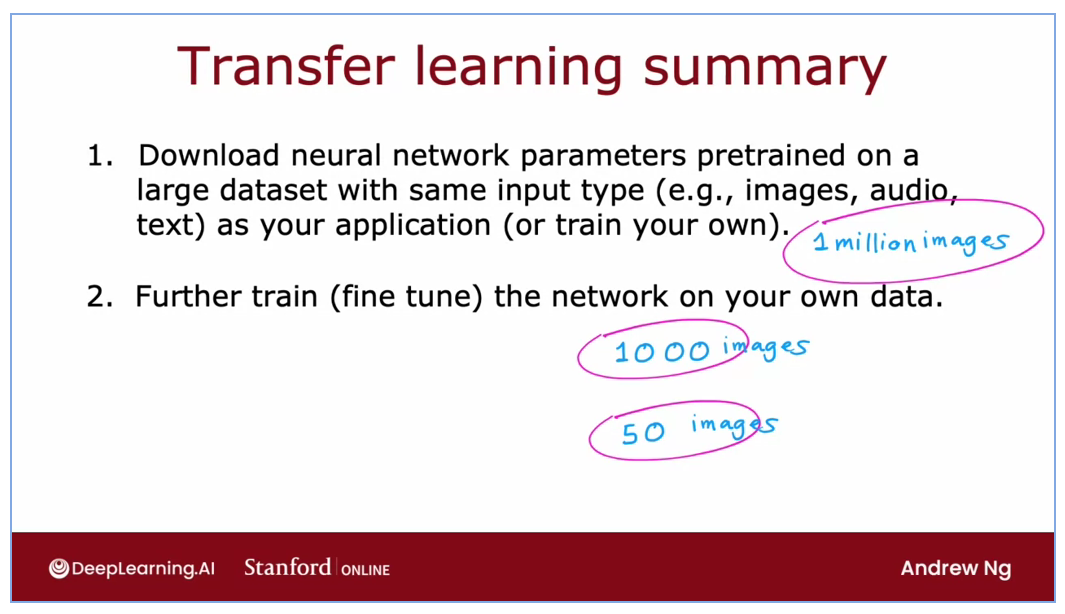 Transfer learning summary
1. Download neural network parameters pretrained on a
large dataset with same input type (e.g., images, audio,
text) as your application (or train your own).
1 million images
2. Further train (fine tune) the network on your own data.
1000 images
50 images
DeepLearning.AI Stanford ONLINE Andrew Ng